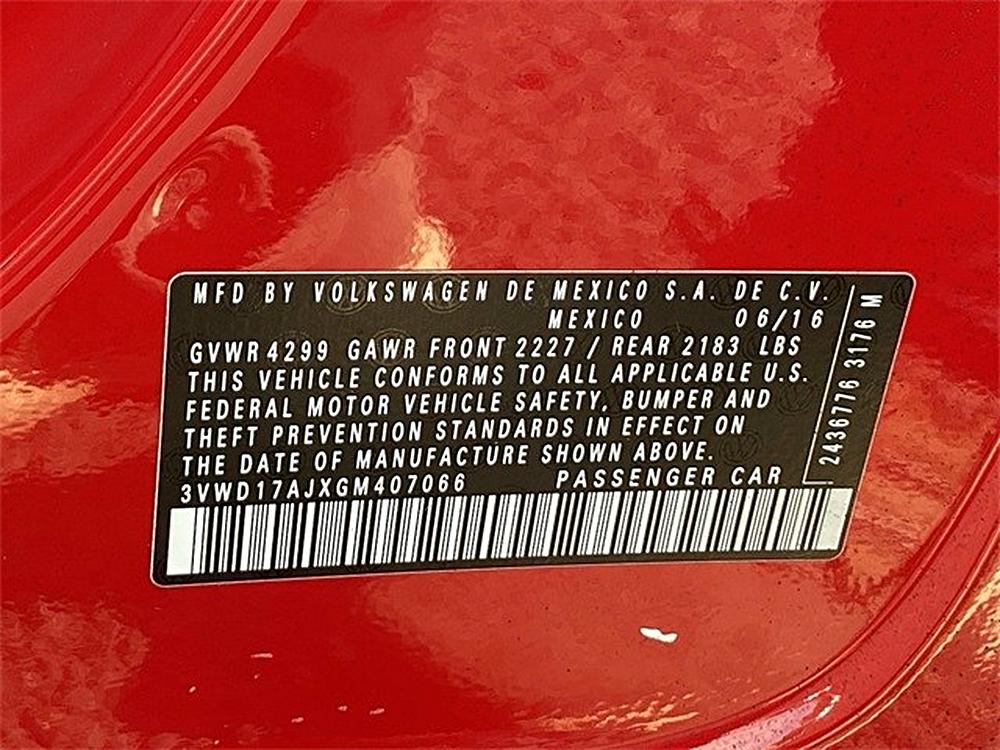 MFD BY VOLKSWAGEN DE MEXICO S.A. DE C.V.
MEXICO 06/16
GVWR 4299 GAWR FRONT 2227 / REAR 2183 LBS
THIS VEHICLE CONFORMS TO ALL APPLICABLE U.S.
FEDERAL MOTOR VEHICLE SAFETY, BUMPER AND
THEFT PREVENTION STANDARDS IN EFFECT ON
THE DATE OF MANUFACTURE SHOWN ABOVE.
3VWD17AJXGM407066 PASSENGER CAR
2436776 3176 M